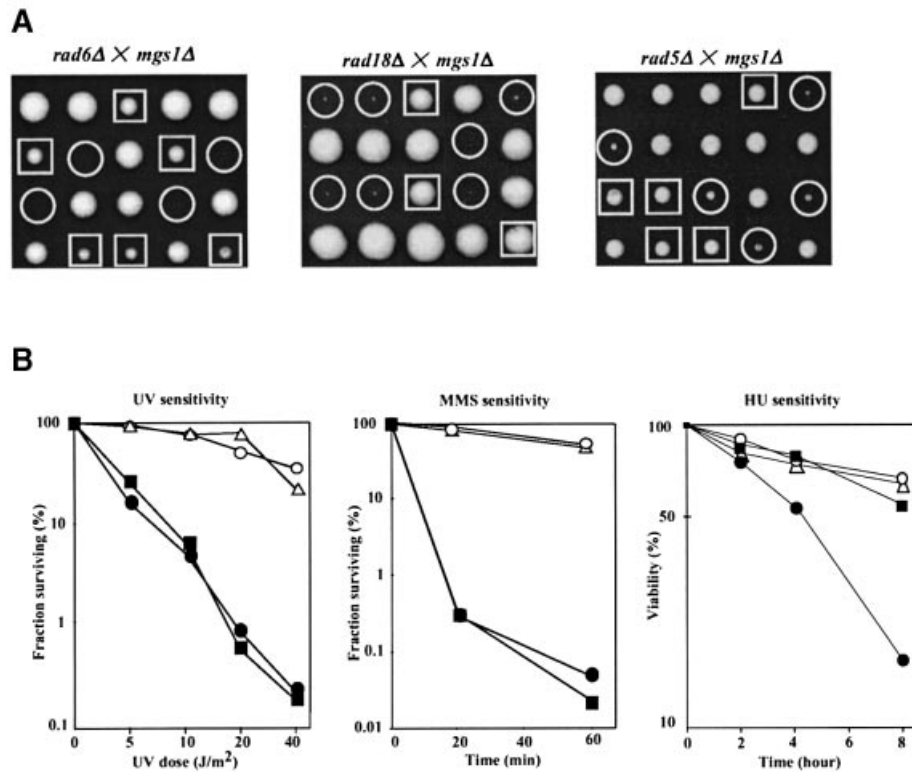 A
rad6Δ X mgs1Δ
rad18Δ X mgs1Δ
rad5Δ X mgs1Δ
B
UV sensitivity
Fraction surviving (%)
100
10
1
0.1
0
5
10
20
40
UV dose (J/m²)
MMS sensitivity
Fraction surviving (%)
100
10
1
0.1
0.01
0
20
40
60
Time (min)
HU sensitivity
Viability (%)
100
50
10
0
2
4
6
8
Time (hour)